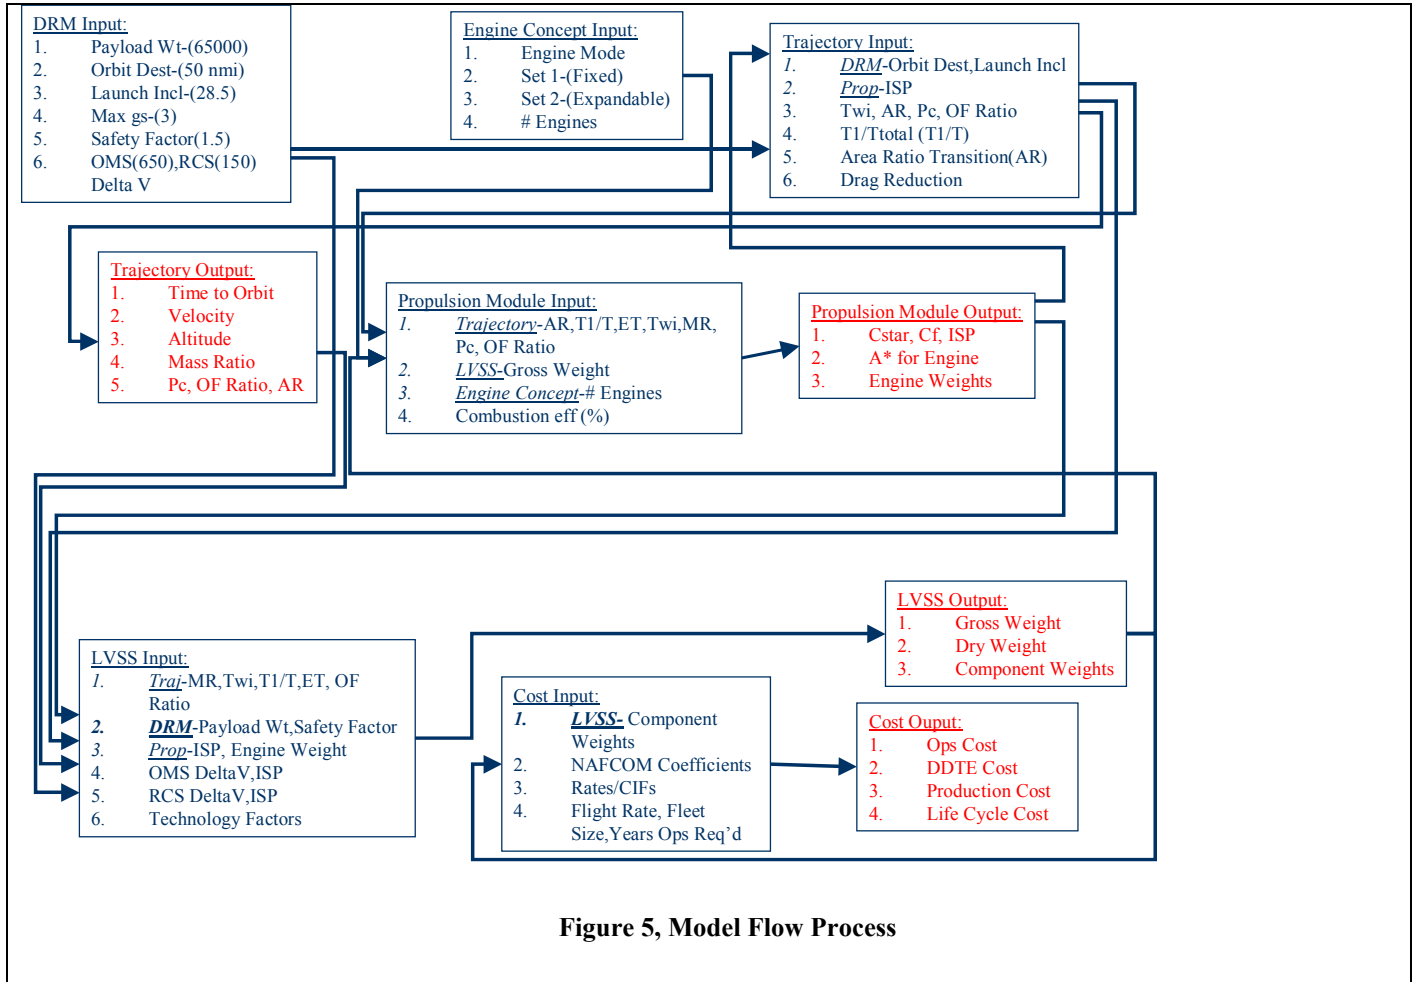 DRM Input:
1. Payload Wt-(65000)
2. Orbit Dest-(50 nmi)
3. Launch Incl-(28.5)
4. Max gs-(3)
5. Safety Factor(1.5)
6. OMS(650),RCS(150)
Delta V
Engine Concept Input:
1. Engine Mode
2. Set 1-(Fixed)
3. Set 2-(Expandable)
4. # Engines
Trajectory Input:
1. DRM-Orbit Dest,Launch Incl
2. Prop-ISP
3. Twi, AR, Pc, OF Ratio
4. T1/Ttotal (T1/T)
5. Area Ratio Transition(AR)
6. Drag Reduction
Trajectory Output:
1. Time to Orbit
2. Velocity
3. Altitude
4. Mass Ratio
5. Pc, OF Ratio, AR
Propulsion Module Input:
1. Trajectory-AR,T1/T,ET,Twi,MR,
Pc, OF Ratio
2. LVSS-Gross Weight
3. Engine Concept-# Engines
4. Combustion eff (%)
Propulsion Module Output:
1. Cstar, Cf, ISP
2. A* for Engine
3. Engine Weights
LVSS Input:
1. Traj-MR,Twi,T1/T,ET, OF
Ratio
2. DRM-Payload Wt,Safety Factor
3. Prop-ISP, Engine Weight
4. OMS DeltaV,ISP
5. RCS DeltaV,ISP
6. Technology Factors
LVSS Output:
1. Gross Weight
2. Dry Weight
3. Component Weights
Cost Input:
1. LVSS- Component
Weights
2. NAFCOM Coefficients
3. Rates/CIFs
4. Flight Rate, Fleet
Size,Years Ops Req’d
Cost Ouput:
1. Ops Cost
2. DDTE Cost
3. Production Cost
4. Life Cycle Cost
Figure 5, Model Flow Process